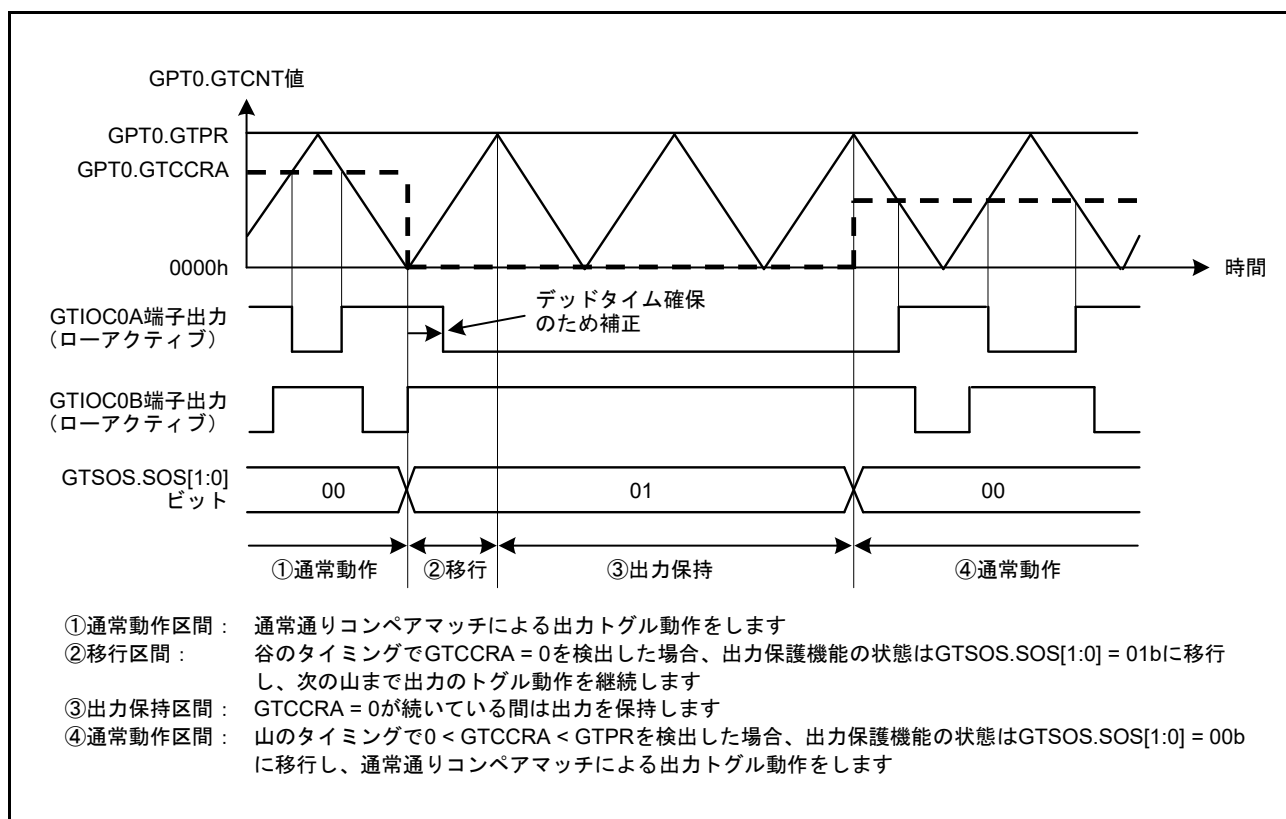 GPT0.GTCNT値
GPT0.GTPR
GPT0.GTCCRA
0000h
時間
デッドタイム確保
のため補正
GTIOC0A端子出力
（ローアクティブ）
GTIOC0B端子出力
（ローアクティブ）
GTSOS.SOS[1:0]
ビット
00
01
00
①通常動作
②移行
③出力保持
④通常動作
①通常動作区間： 通常通りコンペアマッチによる出力トグル動作をします
②移行区間： 谷のタイミングでGTCCRA = 0を検出した場合、出力保護機能の状態はGTSOS.SOS[1:0] = 01bに移行
し、次の山まで出力のトグル動作を継続します
③出力保持区間： GTCCRA = 0が続いている間は出力を保持します
④通常動作区間： 山のタイミングで0 < GTCCRA < GTPRを検出した場合、出力保護機能の状態はGTSOS.SOS[1:0] = 00b
に移行し、通常通りコンペアマッチによる出力トグル動作をします